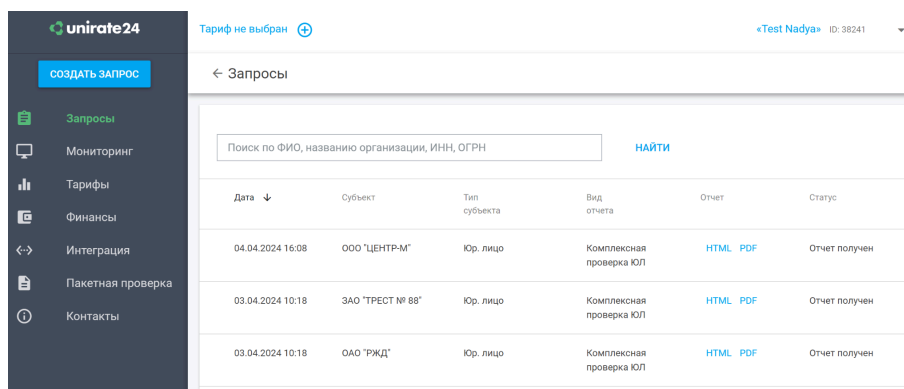 unirate24
Тариф не выбран
«Test Nadya» ID: 38241
СОЗДАТЬ ЗАПРОС
← Запросы
Запросы
Мониторинг
Тарифы
Финансы
Интеграция
Пакетная проверка
Контакты
Поиск по ФИО, названию организации, ИНН, ОГРН
НАЙТИ
Дата ↓ Субъект Тип субъекта Вид отчета Отчет Статус
04.04.2024 16:08 ООО "ЦЕНТР-М" Юр. лицо Комплексная проверка ЮЛ HTML PDF Отчет получен
03.04.2024 10:18 ЗАО "ТРЕСТ № 88" Юр. лицо Комплексная проверка ЮЛ HTML PDF Отчет получен
03.04.2024 10:18 ОАО "РЖД" Юр. лицо Комплексная проверка ЮЛ HTML PDF Отчет получен